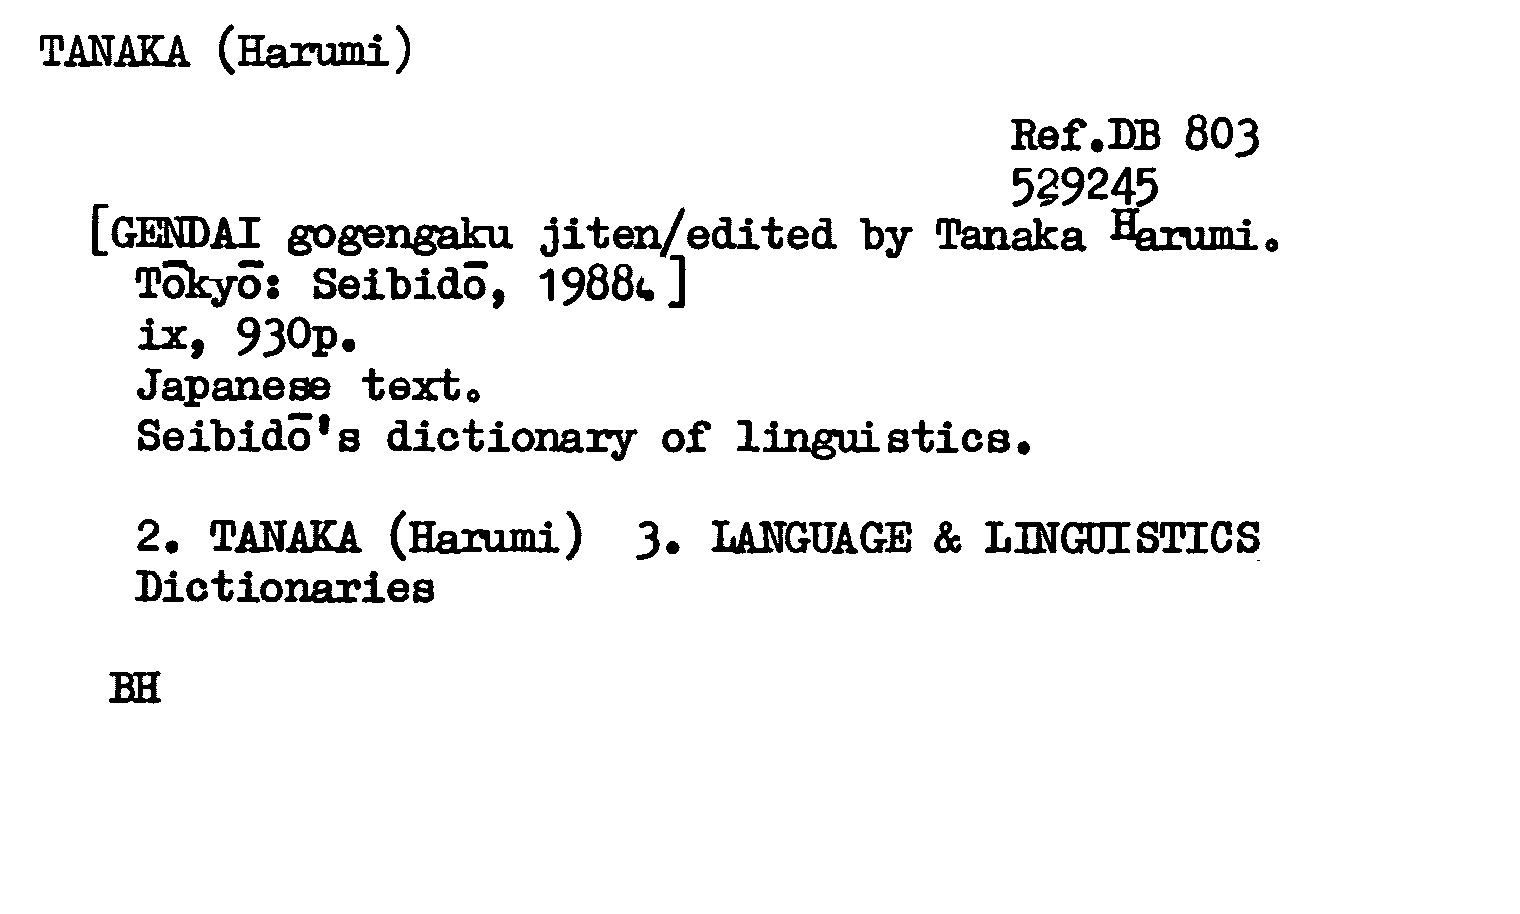 TANAKA (Harumi)
Ref.DB 803
529245
[GENDAI gogengaku jiten/edited by Tanaka Harumi.
Tōkyō: Seibidō, 1988.]
ix, 930p.
Japanese text.
Seibidō's dictionary of linguistics.
2. TANAKA (Harumi) 3. LANGUAGE & LINGUISTICS
Dictionaries
BH